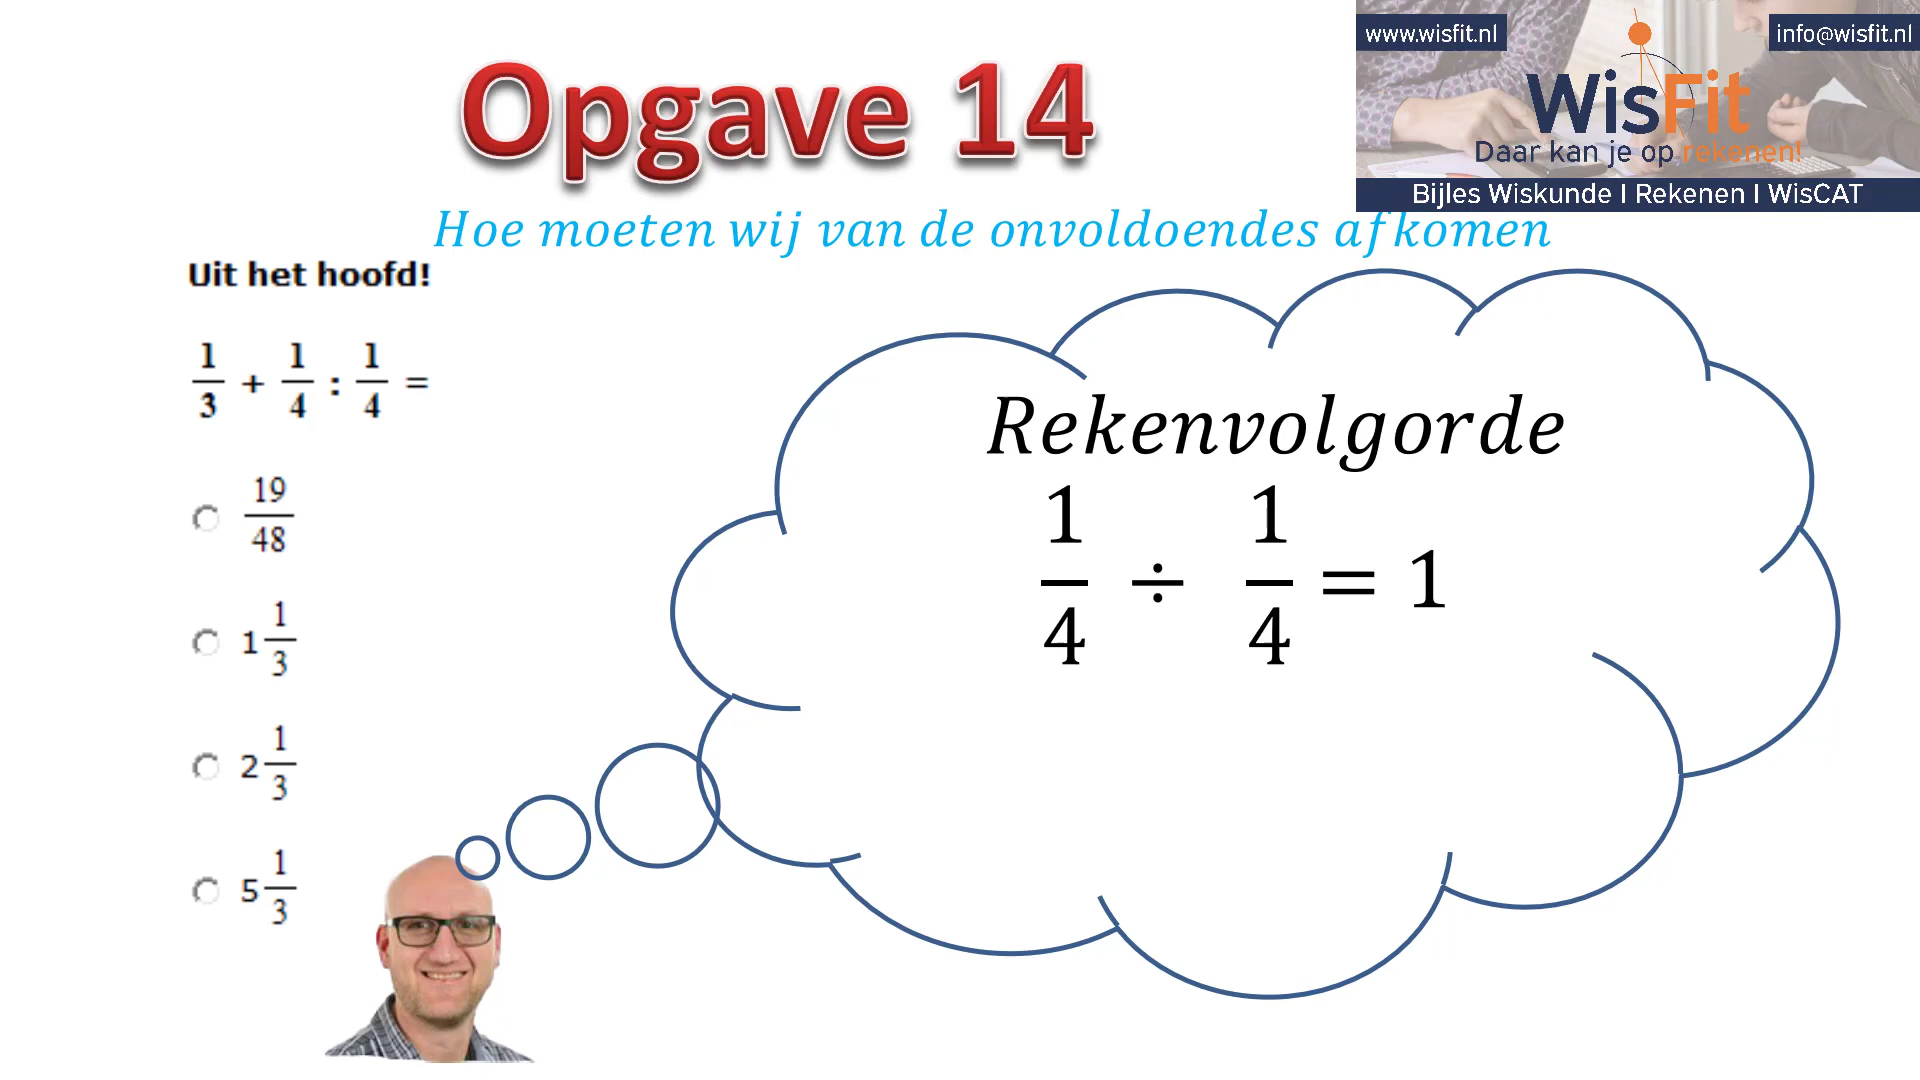 www.wisfit.nl
info@wisfit.nl
WisFit
Daar kan je op rekenen!
Bijles Wiskunde I Rekenen I WisCAT
Opgave 14
Hoe moeten wij van de onvoldoendes afkomen
Uit het hoofd!
1/3 + 1/4 : 1/4 =
19/48
1 1/3
2 1/3
5 1/3
Rekenvolgorde
1/4 ÷ 1/4 = 1